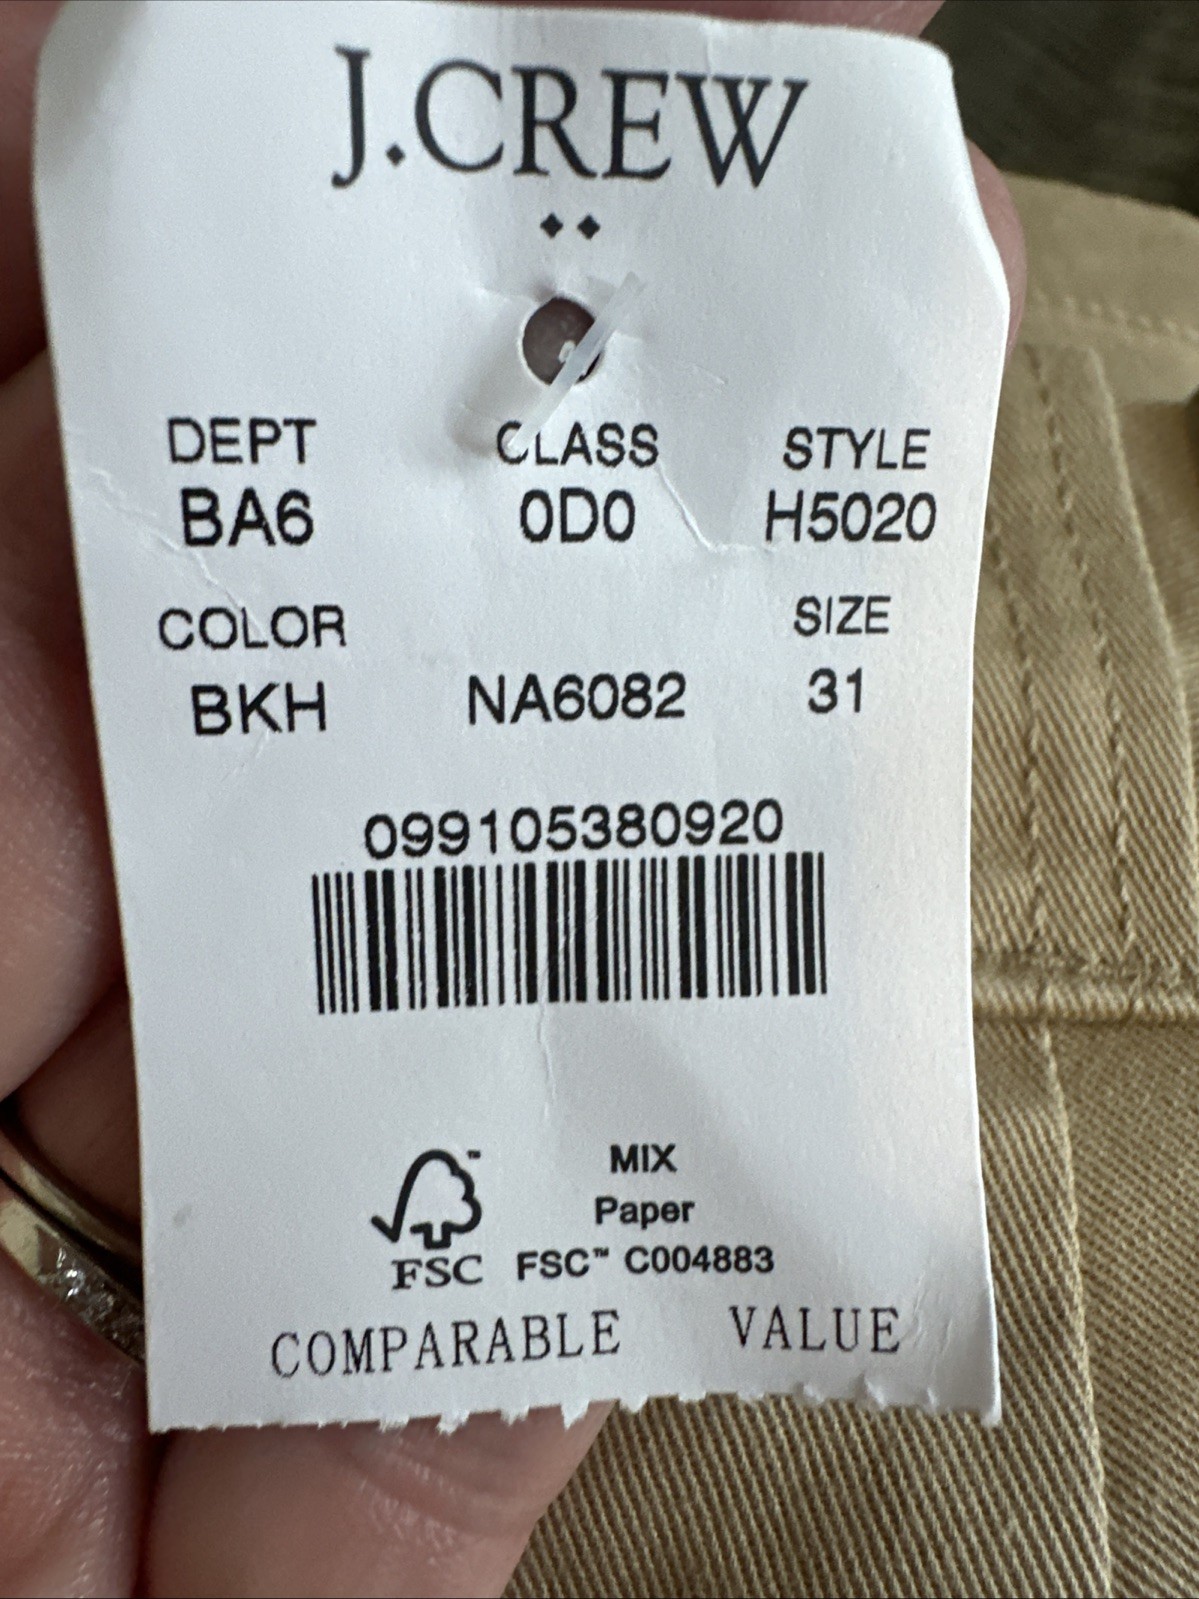 J.CREW
DEPT CLASS STYLE
BA6 0D0 H5020
COLOR SIZE
BKH NA6082 31
099105380920
MIX
Paper
FSC FSC™ C004883
COMPARABLE VALUE